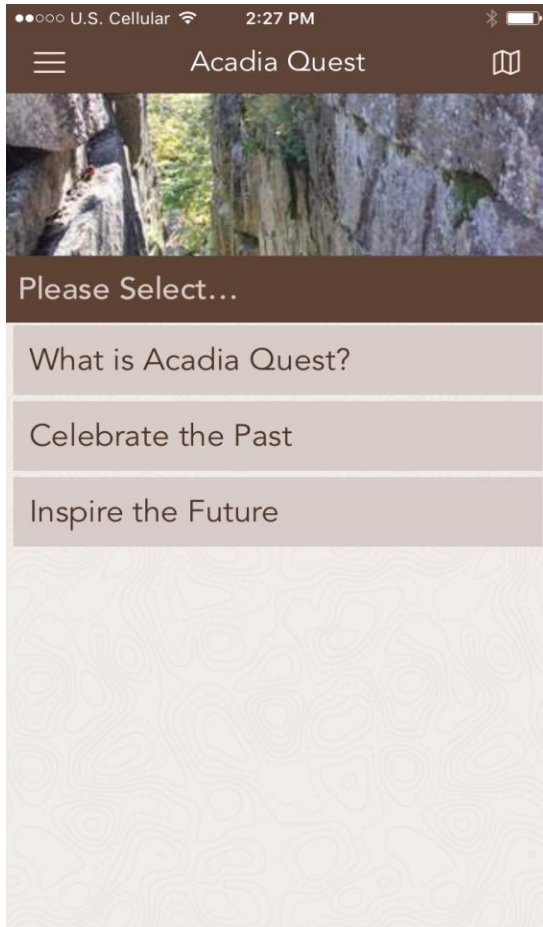 U.S. Cellular 2:27 PM
Acadia Quest
Please Select...
What is Acadia Quest?
Celebrate the Past
Inspire the Future